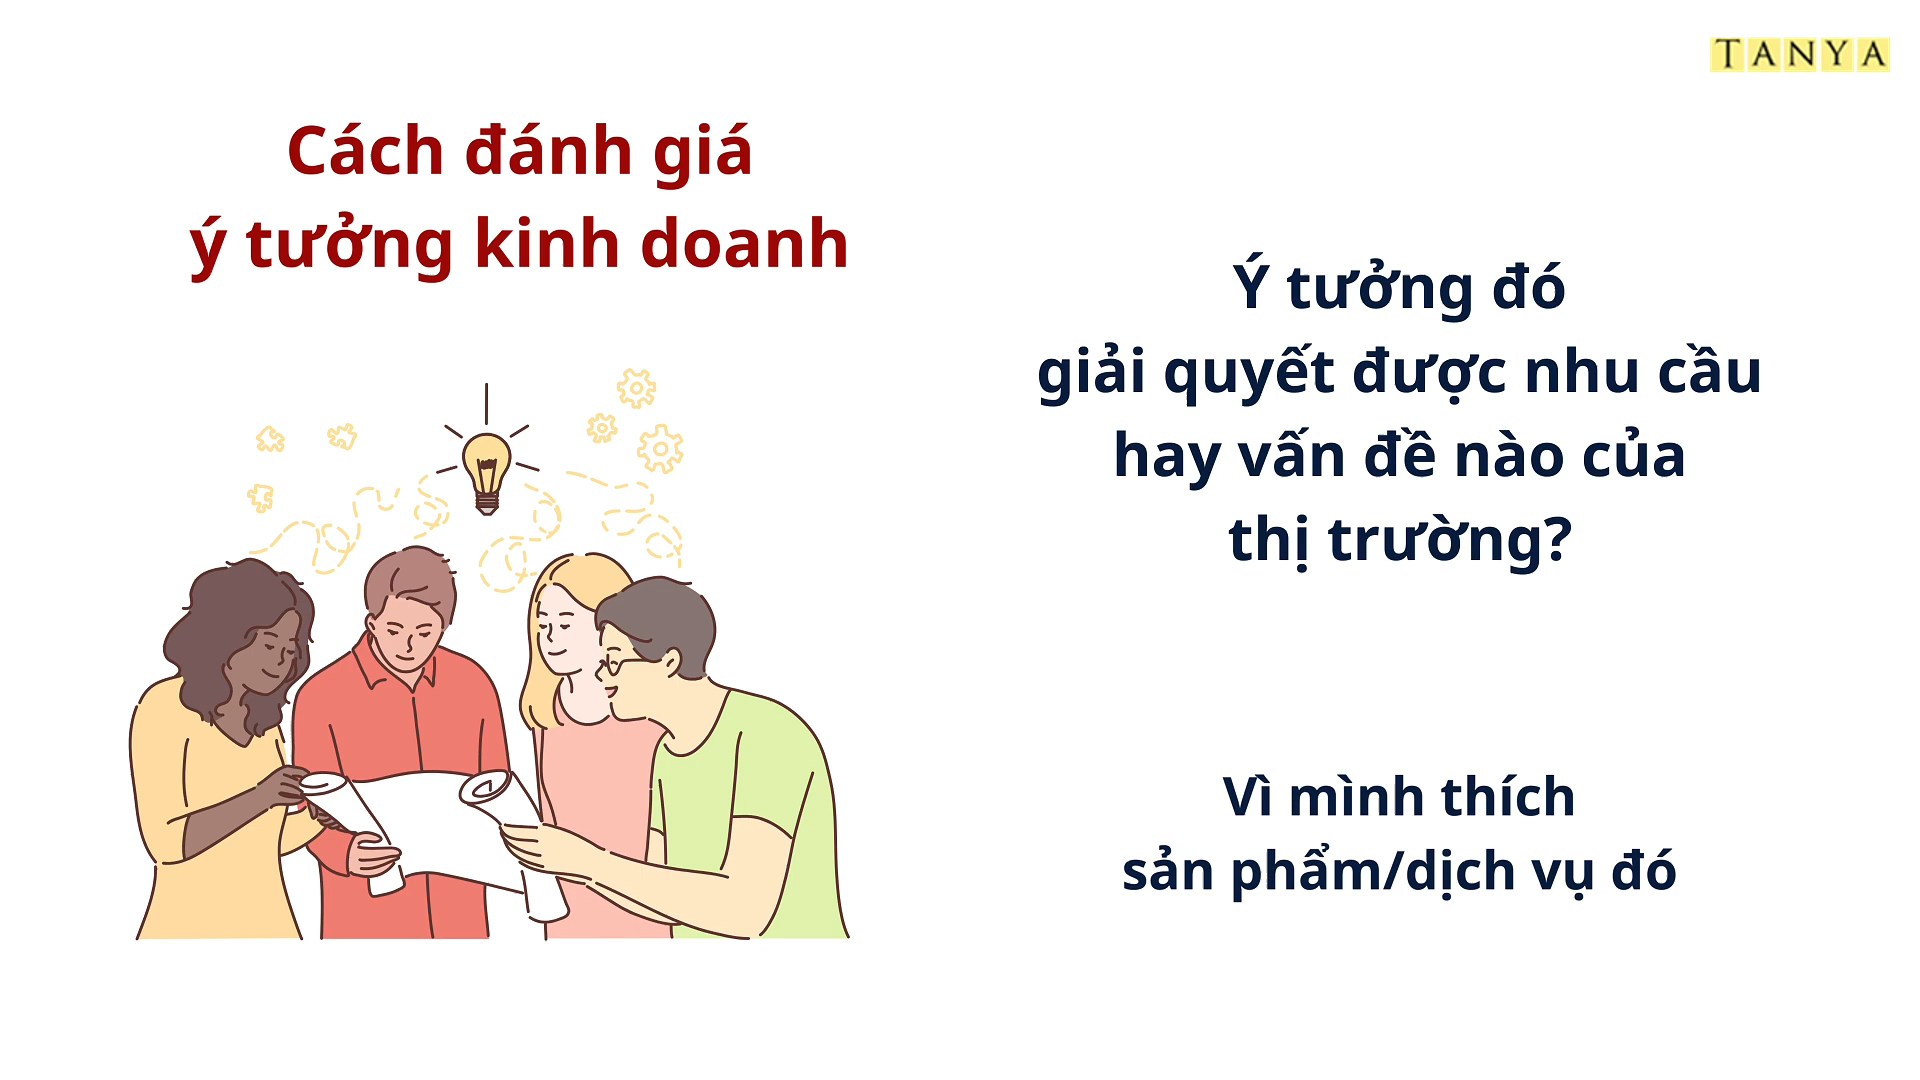 TANYA
Cách đánh giá
ý tưởng kinh doanh
Ý tưởng đó
giải quyết được nhu cầu
hay vấn đề nào của
thị trường?
Vì mình thích
sản phẩm/dịch vụ đó